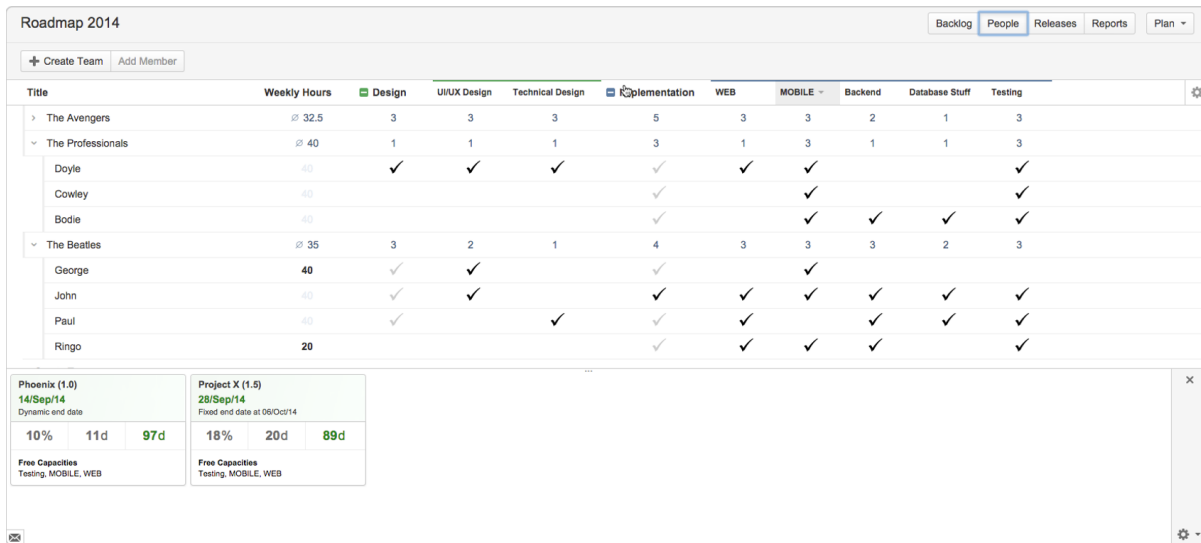 Roadmap 2014
Backlog People Releases Reports Plan
Create Team Add Member
Title Weekly Hours Design UI/UX Design Technical Design Implementation WEB MOBILE Backend Database Stuff Testing
The Avengers ∅ 32.5 3 3 3 5 3 3 2 1 3
The Professionals ∅ 40 1 1 1 3 1 3 1 1 3
Doyle 40
Cowley 40
Bodie 40
The Beatles ∅ 35 3 2 1 4 3 3 3 2 3
George 40
John 40
Paul 40
Ringo 20
Phoenix (1.0)
14/Sep/14
Dynamic end date
10% 11d 97d
Free Capacities
Testing, MOBILE, WEB
Project X (1.5)
28/Sep/14
Fixed end date at 06/Oct/14
18% 20d 89d
Free Capacities
Testing, MOBILE, WEB